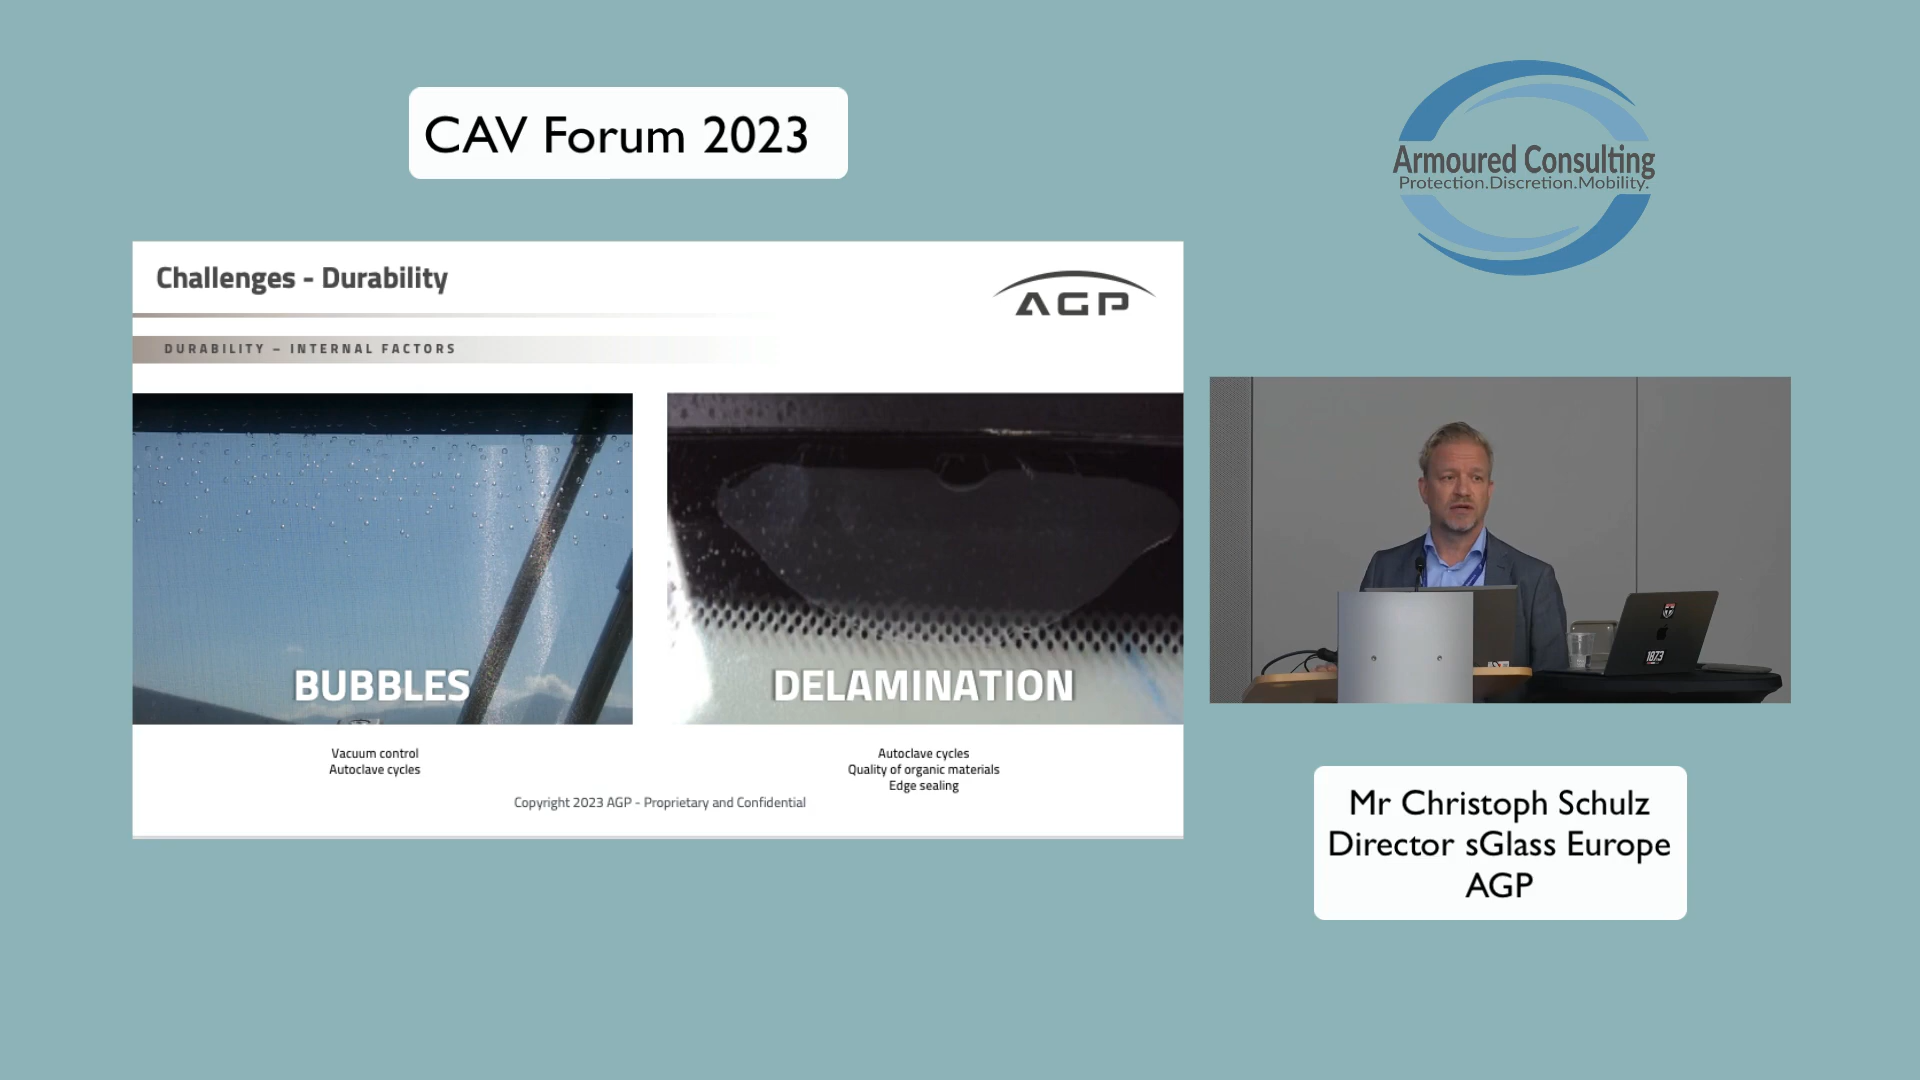 CAV Forum 2023
Armoured Consulting
Protection.Discretion.Mobility.
Challenges - Durability
AGP
DURABILITY – INTERNAL FACTORS
BUBBLES
DELAMINATION
Vacuum control
Autoclave cycles
Autoclave cycles
Quality of organic materials
Edge sealing
Copyright 2023 AGP - Proprietary and Confidential
1873
Mr Christoph Schulz
Director sGlass Europe
AGP